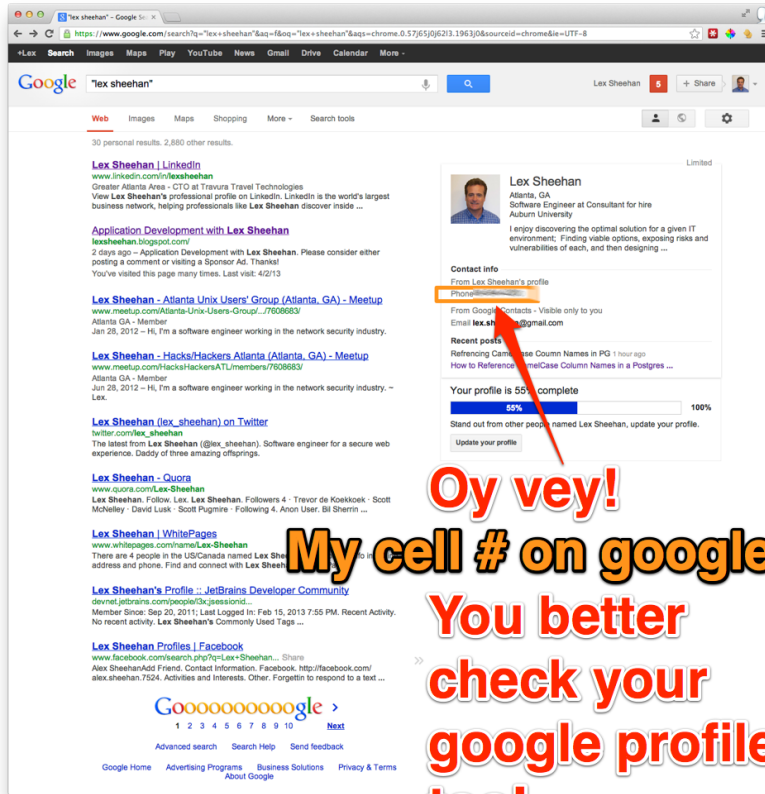 "lex sheehan" - Google Se
https://www.google.com/search?q="lex+sheehan"&aq=f&oq="lex+sheehan"&aqs=chrome.0.57j65j0j62l3.1963j0&sourceid=chrome&ie=UTF-8
+Lex Search Images Maps Play YouTube News Gmail Drive Calendar More
Google "lex sheehan" Lex Sheehan 5 + Share
Web Images Maps Shopping More Search tools
30 personal results. 2,880 other results.
Lex Sheehan | LinkedIn
www.linkedin.com/in/lexsheehan
Greater Atlanta Area - CTO at Travura Travel Technologies
View Lex Sheehan's professional profile on LinkedIn. LinkedIn is the world's largest
business network, helping professionals like Lex Sheehan discover inside ...
Application Development with Lex Sheehan
lexsheehan.blogspot.com/
2 days ago – Application Development with Lex Sheehan. Please consider either
posting a comment or visiting a Sponsor Ad. Thanks!
You've visited this page many times. Last visit: 4/2/13
Lex Sheehan - Atlanta Unix Users' Group (Atlanta, GA) - Meetup
www.meetup.com/Atlanta-Unix-Users-Group/.../7608683/
Atlanta GA - Member
Jan 28, 2012 – Hi, I'm a software engineer working in the network security industry.
Lex Sheehan - Hacks/Hackers Atlanta (Atlanta, GA) - Meetup
www.meetup.com/HacksHackersATL/members/7608683/
Atlanta GA - Member
Jun 28, 2012 – Hi, I'm a software engineer working in the network security industry. ~
Lex.
Lex Sheehan (lex_sheehan) on Twitter
twitter.com/lex_sheehan
The latest from Lex Sheehan (@lex_sheehan). Software engineer for a secure web
experience. Daddy of three amazing offsprings.
Lex Sheehan - Quora
www.quora.com/Lex-Sheehan
Lex Sheehan. Follow. Lex. Lex Sheehan. Followers 4 · Trevor de Koekkoek · Scott
McNelley · David Lusk · Scott Pugmire · Following 4. Anon User. Bil Sherrin ...
Lex Sheehan | WhitePages
www.whitepages.com/name/Lex-Sheehan
There are 4 people in the US/Canada named Lex Shee
address and phone. Find and connect with Lex Sheeh
Lex Sheehan's Profile :: JetBrains Developer Community
devnet.jetbrains.com/people/l3x;jsessionid...
Member Since: Sep 20, 2011; Last Logged In: Feb 15, 2013 7:55 PM. Recent Activity.
No recent activity. Lex Sheehan's Commonly Used Tags ...
Lex Sheehan Profiles | Facebook
www.facebook.com/search.php?q=Lex+Sheehan... Share
Alex SheehanAdd Friend. Contact Information. Facebook. http://facebook.com/
alex.sheehan.7524. Activities and Interests. Other. Forgettin to respond to a text ...
Goooooooooogle >
1 2 3 4 5 6 7 8 9 10 Next
Advanced search Search Help Send feedback
Google Home Advertising Programs Business Solutions Privacy & Terms
About Google
Limited
Lex Sheehan
Atlanta, GA
Software Engineer at Consultant for hire
Auburn University
I enjoy discovering the optimal solution for a given IT
environment; Finding viable options, exposing risks and
vulnerabilities of each, and then designing ...
Contact info
From Lex Sheehan's profile
Phone
From Google Contacts - Visible only to you
Email lex.sh @gmail.com
Recent posts
Refrencing Came Case Coumn Names in PG 1 hour ago
How to Reference amelCase Column Names in a Postgres ...
Your profile is 55% complete
55% 100%
Stand out from other people named Lex Sheehan, update your profile.
Update your profile
Oy vey!
My cell # on google
You better
check your
google profile